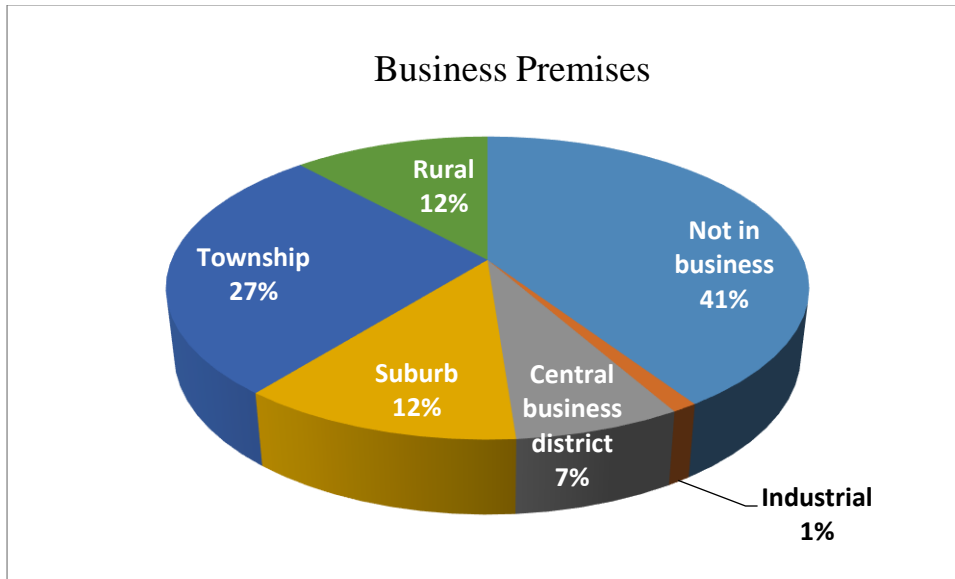 Business Premises
Rural
12%
Not in
business
41%
Township
27%
Suburb
12%
Central
business
district
7%
Industrial
1%